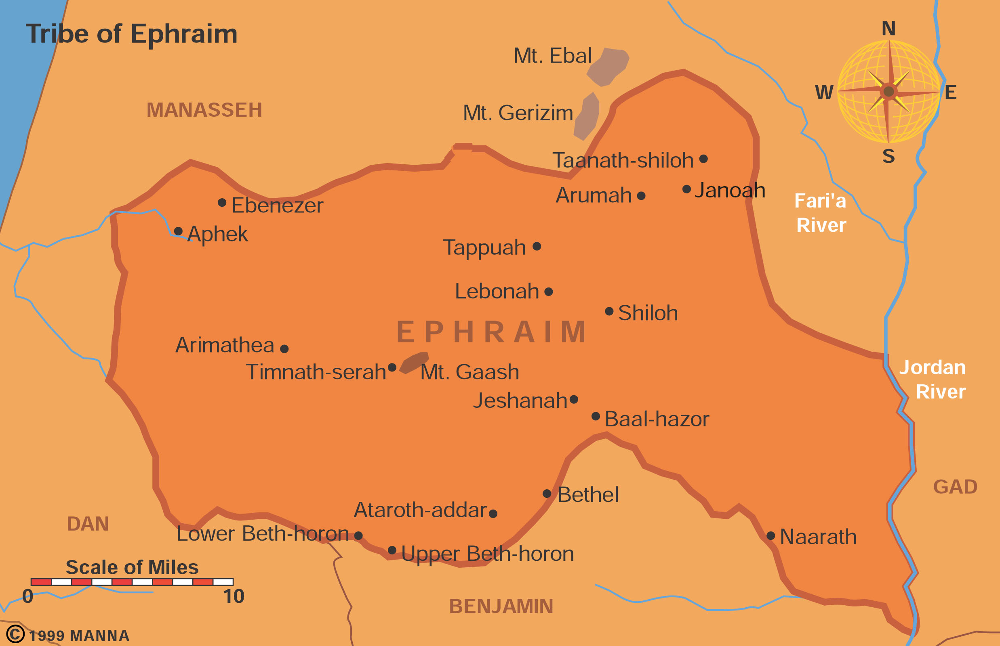 Tribe of Ephrain
N
Mt. Ebal
W
E
MANASSEH
Mt. Gerizim
S
Taanath-shiloh
Janoah
Arumah
Fari'a
River
Ebenezer
Aphek
Tappuah
Lebonah
Shiloh
EPHRAIM
Arimathea
Timnath-serah
Mt. Gaash
Jordan
River
Jeshanah
Baal-hazor
GAD
Bethel
Ataroth-addar
DAN
Lower Beth-horon
Naarath
Upper Beth-horon
Scale of Miles
0 10
BENJAMIN
© 1999 MANNA